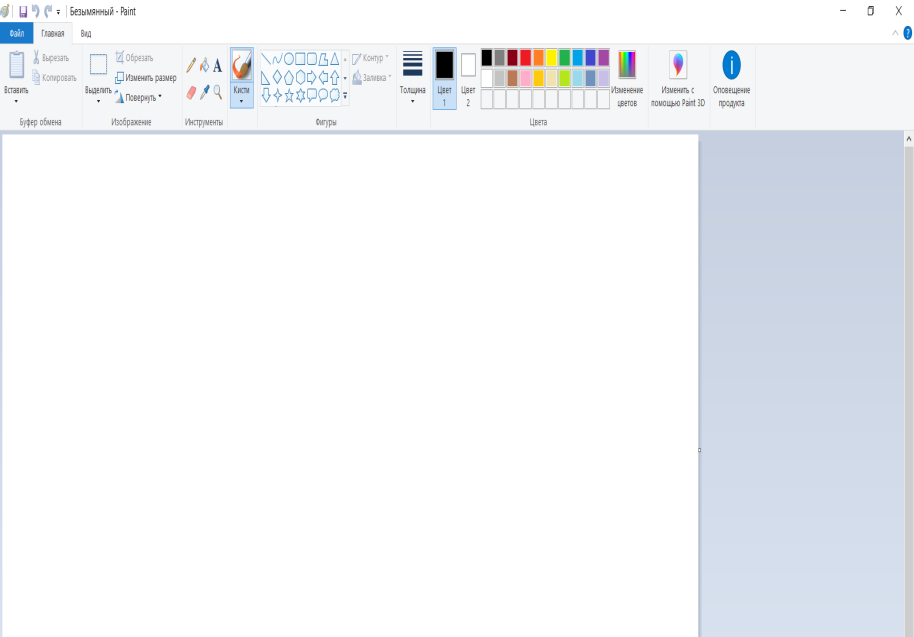 Безымянный - Paint
Файл Главная Вид
Вставить
Вырезать
Копировать
Буфер обмена
Выделить
Обрезать
Изменить размер
Повернуть
Изображение
A
Инструменты
Кисти
Контур
Заливка
Фигуры
Толщина
Цвет
1
Цвет
2
Изменение
цветов
Цвета
Изменить с
помощью Paint 3D
Оповещение
продукта